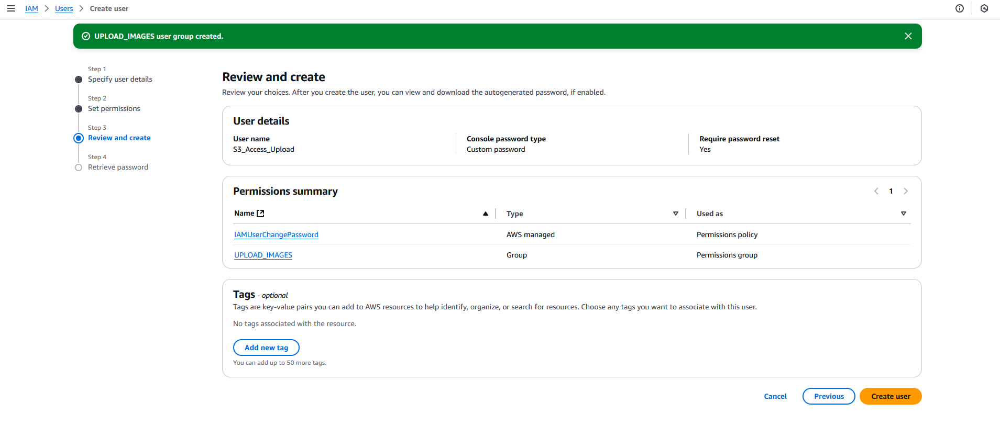 IAM > Users > Create user
UPLOAD_IMAGES user group created.
Step 1
Specify user details
Step 2
Set permissions
Step 3
Review and create
Step 4
Retrieve password
Review and create
Review your choices. After you create the user, you can view and download the autogenerated password, if enabled.
User details
User name
S3_Access_Upload
Console password type
Custom password
Require password reset
Yes
Permissions summary
1
Name Type Used as
IAMUserChangePassword AWS managed Permissions policy
UPLOAD_IMAGES Group Permissions group
Tags - optional
Tags are key-value pairs you can add to AWS resources to help identify, organize, or search for resources. Choose any tags you want to associate with this user.
No tags associated with the resource.
Add new tag
You can add up to 50 more tags.
Cancel Previous Create user